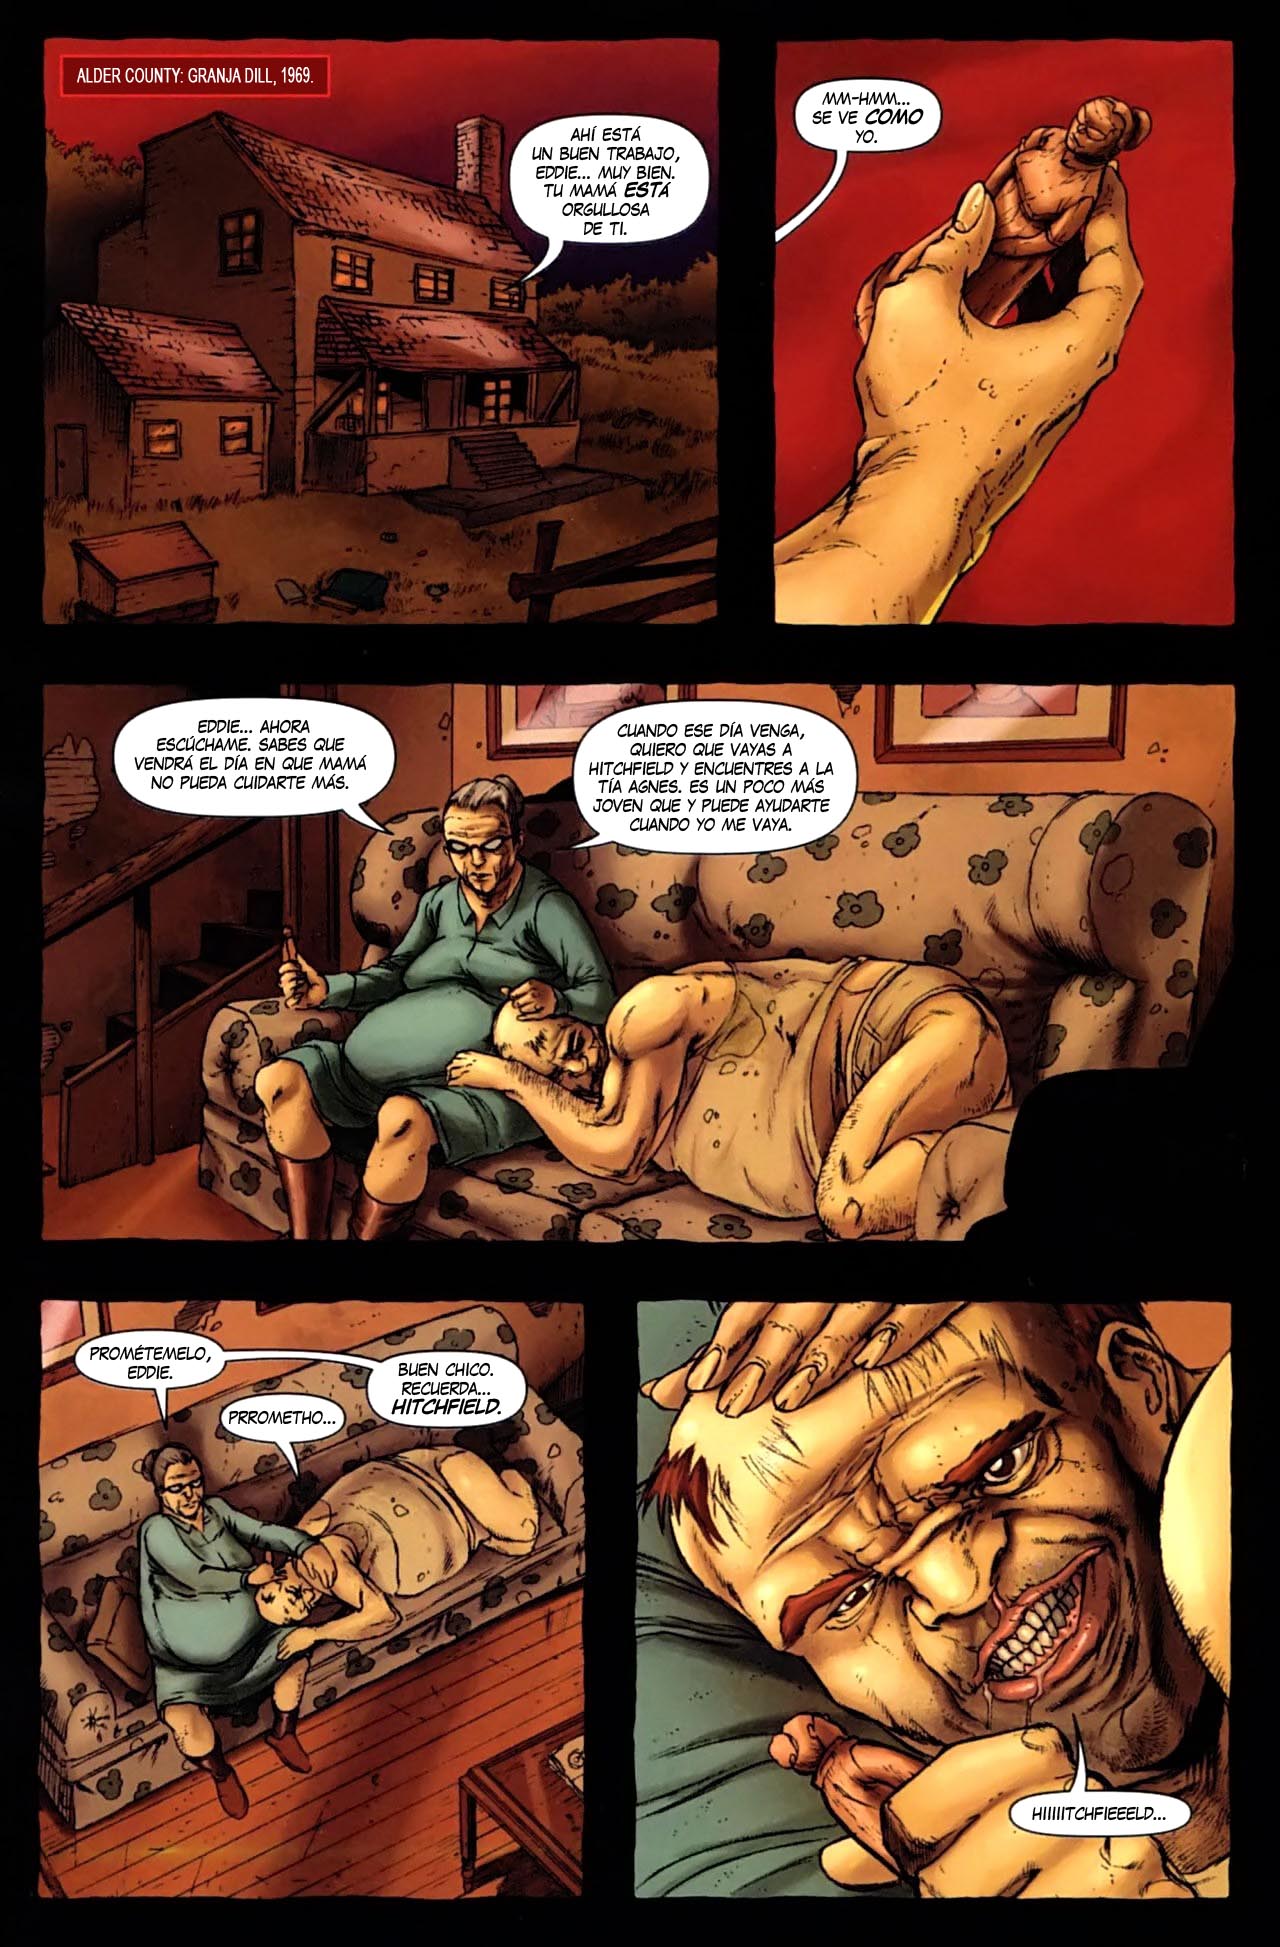 ALDER COUNTY: GRANJA DILL, 1969.
AHÍ ESTÁ
UN BUEN TRABAJO,
EDDIE... MUY BIEN.
TU MAMÁ ESTÁ
ORGULLOSA
DE TI.
MM-HMM...
SE VE COMO
YO.
EDDIE... AHORA
ESCÚCHAME. SABES QUE
VENDRÁ EL DÍA EN QUE MAMÁ
NO PUEDA CUIDARTE MÁS.
CUANDO ESE DÍA VENGA,
QUIERO QUE VAYAS A
HITCHFIELD Y ENCUENTRES A LA
TÍA AGNES. ES UN POCO MÁS
JOVEN QUE Y PUEDE AYUDARTE
CUANDO YO ME VAYA.
PROMÉTEMELO,
EDDIE.
PRROMETHO...
BUEN CHICO.
RECUERDA...
HITCHFIELD.
HIIIIITCHFIEEELD...